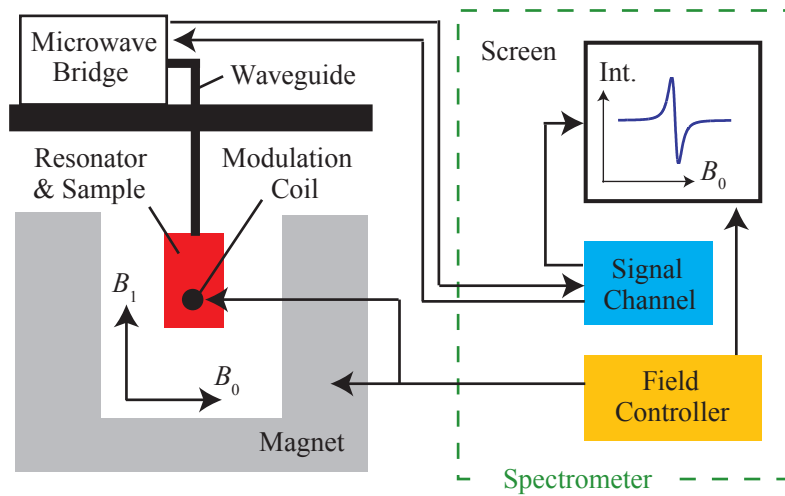 Microwave
Bridge
Waveguide
Screen
Int.
B0
Resonator
& Sample
Modulation
Coil
B1
B0
Signal
Channel
Field
Controller
Magnet
Spectrometer